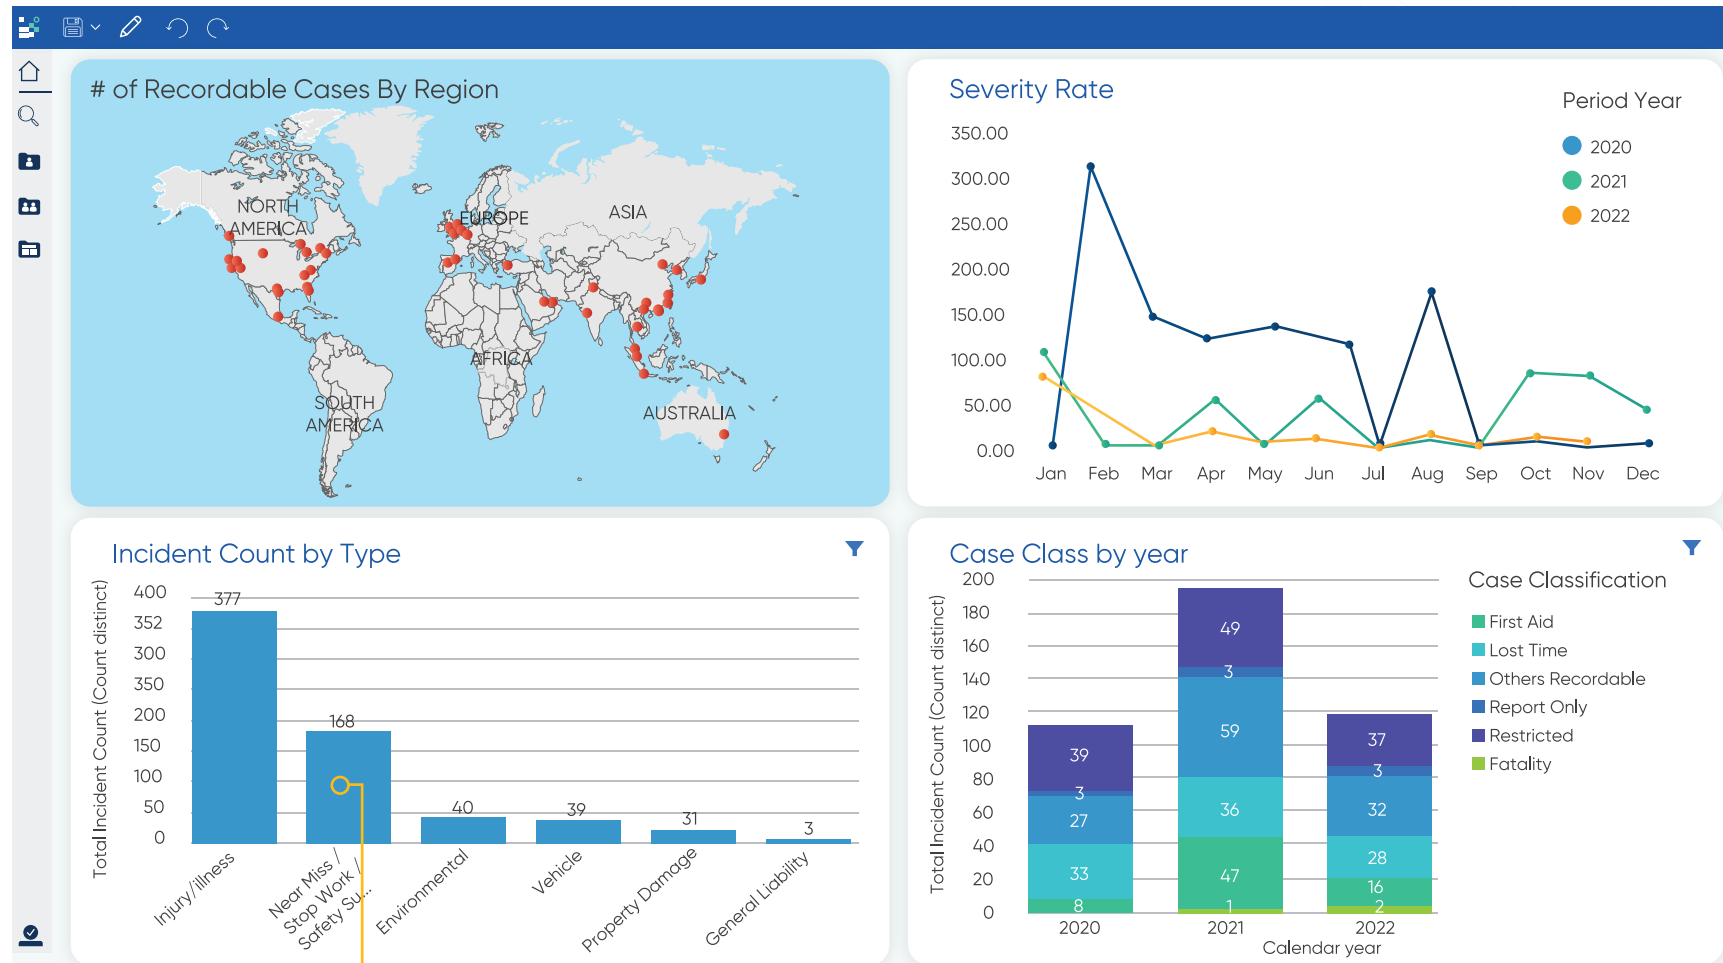 # of Recordable Cases By Region
NORTH
AMERICA
EUROPE
ASIA
AFRICA
SOUTH
AMERICA
AUSTRALIA
Severity Rate
Period Year
2020
2021
2022
350.00
300.00
250.00
200.00
150.00
100.00
50.00
0.00
Jan Feb Mar Apr May Jun Jul Aug Sep Oct Nov Dec
Incident Count by Type
Total Incident Count (Count distinct)
400
352
300
350
200
150
100
50
0
377
168
40
39
31
3
Injury/illness
Near Miss /
Stop Work /
Safety Su...
Environmental
Vehicle
Property Damage
General Liability
Case Class by year
Total Incident Count (Count distinct)
200
180
160
140
120
100
80
60
40
20
0
39
3
27
33
8
49
3
59
36
47
1
37
3
32
28
16
2
2020 2021 2022
Calendar year
Case Classification
First Aid
Lost Time
Others Recordable
Report Only
Restricted
Fatality